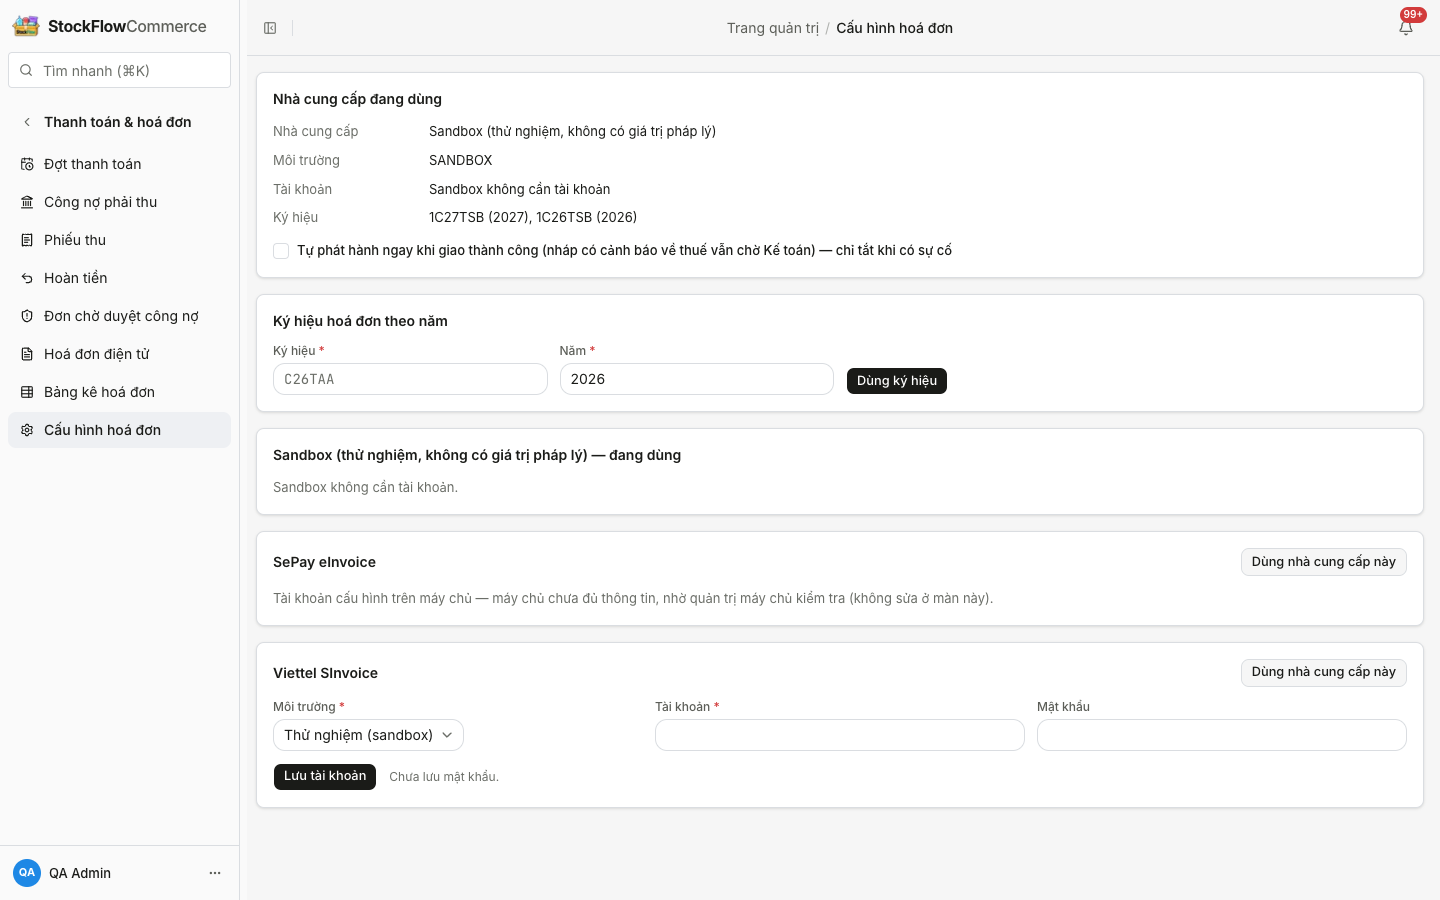 StockFlowCommerce
Tìm nhanh (⌘K)
Thanh toán & hoá đơn
Đợt thanh toán
Công nợ phải thu
Phiếu thu
Hoàn tiền
Đơn chờ duyệt công nợ
Hoá đơn điện tử
Bảng kê hoá đơn
Cấu hình hoá đơn
QA
QA Admin
Trang quản trị / Cấu hình hoá đơn
99+
Nhà cung cấp đang dùng
Nhà cung cấp Sandbox (thử nghiệm, không có giá trị pháp lý)
Môi trường SANDBOX
Tài khoản Sandbox không cần tài khoản
Ký hiệu 1C27TSB (2027), 1C26TSB (2026)
Tự phát hành ngay khi giao thành công (nháp có cảnh báo về thuế vẫn chờ Kế toán) — chỉ tắt khi có sự cố
Ký hiệu hoá đơn theo năm
Ký hiệu * Năm *
C26TAA 2026 Dùng ký hiệu
Sandbox (thử nghiệm, không có giá trị pháp lý) — đang dùng
Sandbox không cần tài khoản.
SePay eInvoice Dùng nhà cung cấp này
Tài khoản cấu hình trên máy chủ — máy chủ chưa đủ thông tin, nhờ quản trị máy chủ kiểm tra (không sửa ở màn này).
Viettel SInvoice Dùng nhà cung cấp này
Môi trường * Tài khoản * Mật khẩu
Thử nghiệm (sandbox)
Lưu tài khoản Chưa lưu mật khẩu.